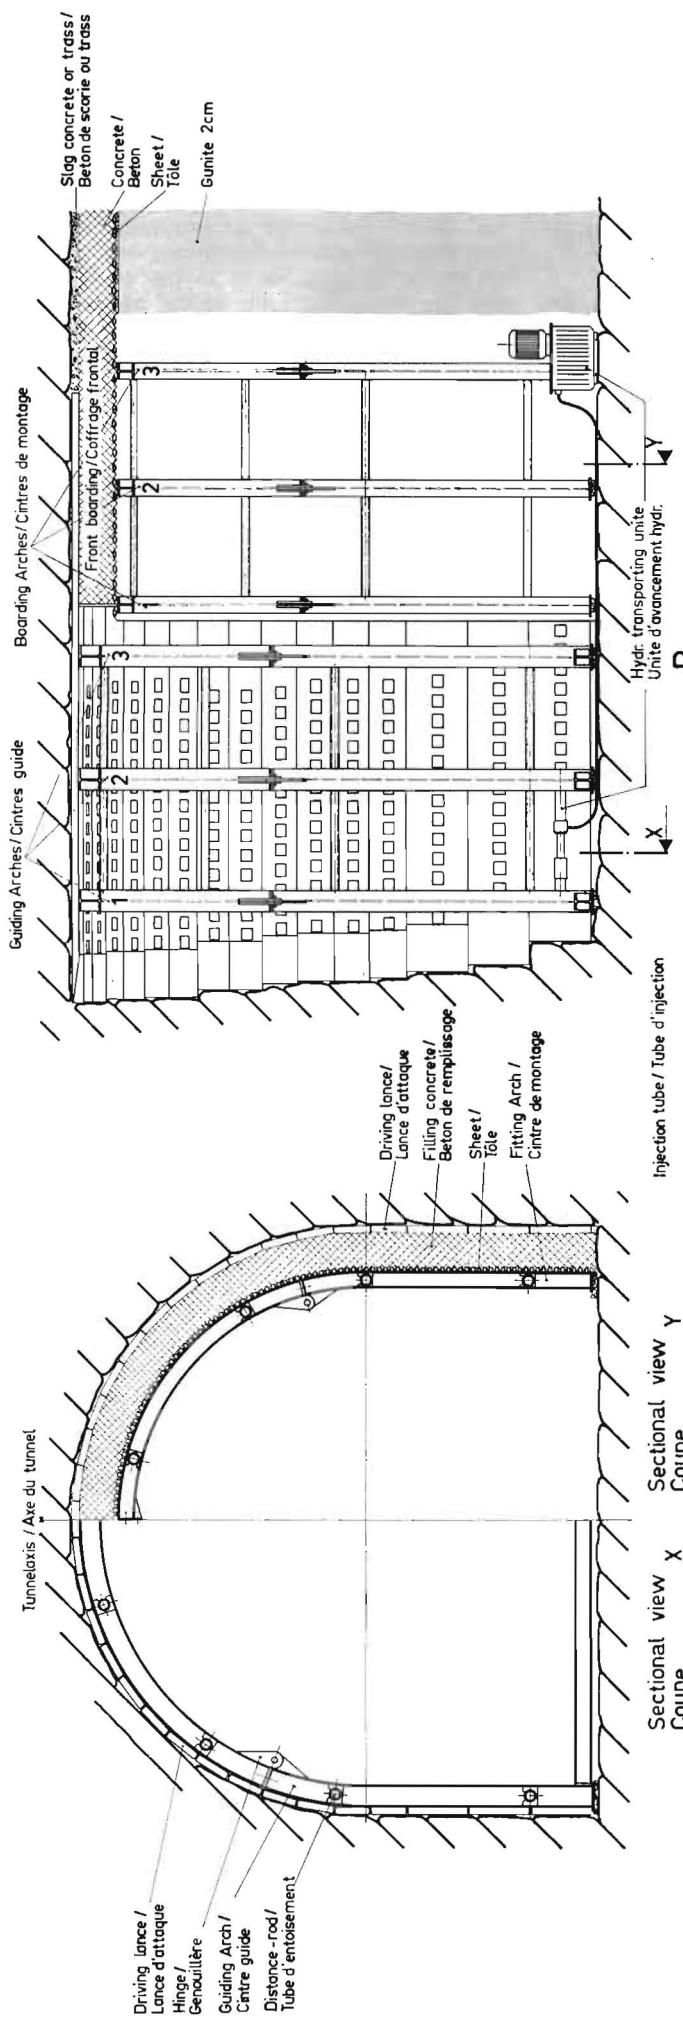 Tunnelaxis / Axe du tunnel
Driving lance /
Lance d'attaque
Hinge /
Genouillère
Guiding Arch /
Cintre guide
Distance-rod /
Tube d'entoisement
Driving lance /
Lance d'attaque
Filling concrete /
Beton de remplissage
Sheet /
Tôle
Fitting Arch /
Cintre de montage
Sectional view
Coupe
X
Sectional view
Coupe
Y
Injection tube / Tube d'injection
Guiding Arches / Cintres guide
Boarding Arches / Cintres de montage
Slag concrete or trass /
Beton de scorie ou trass
Concrete /
Beton
Sheet /
Tôle
Gunite 2cm
Front boarding / Coffrage frontal
1
2
3
1
2
3
X
Y
Hydr. transporting unite
Unite d'avancement hydr.